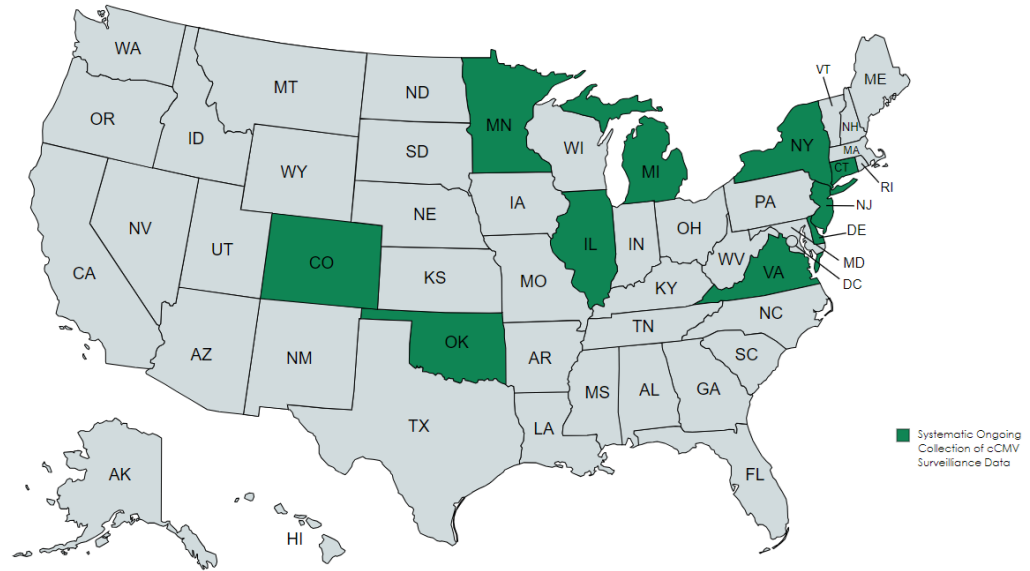 WA
MT
ND
MN
VT
ME
OR
ID
SD
WI
MI
NY
NH
MA
CT
RI
WY
NJ
NV
UT
CO
NE
IA
IL
IN
OH
PA
DE
MD
DC
CA
KS
MO
WV
VA
KY
NC
AZ
NM
OK
AR
TN
SC
MS
AL
GA
TX
LA
FL
AK
HI
Systematic Ongoing
Collection of cCMV
Surveilliance Data